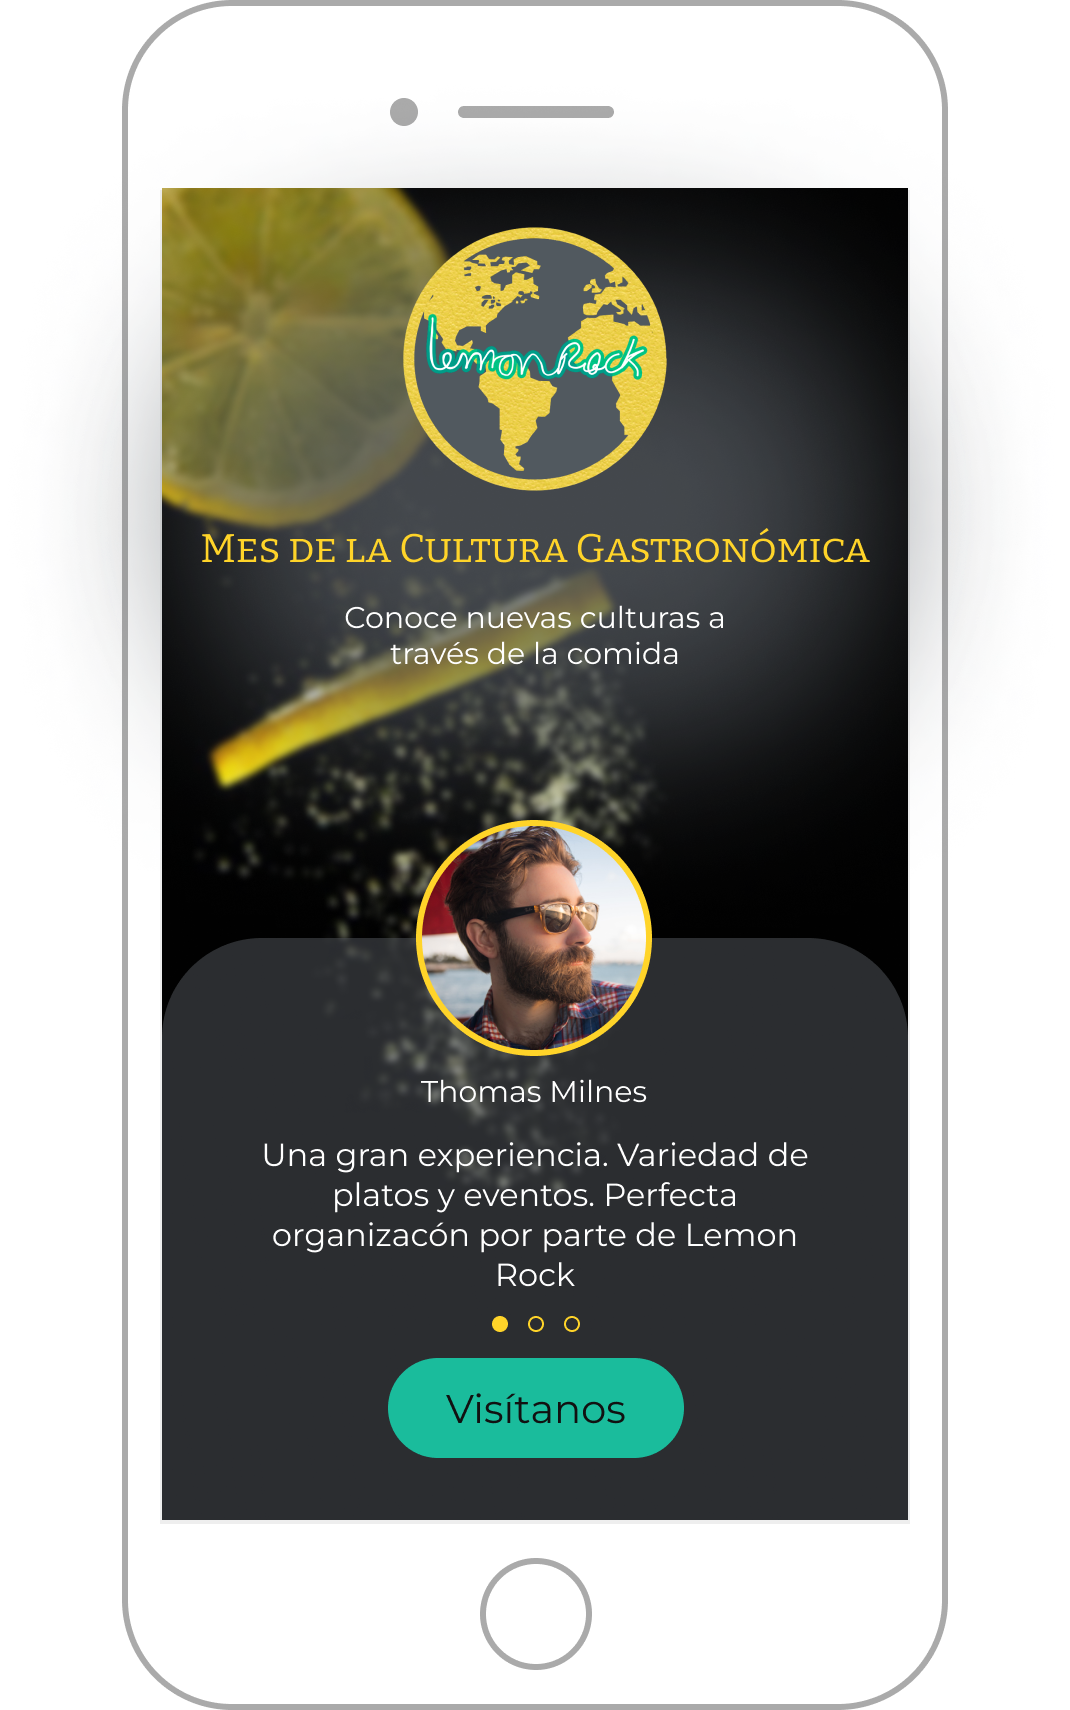 lemon Rock
Mes de la Cultura Gastronómica
Conoce nuevas culturas a
través de la comida
Thomas Milnes
Una gran experiencia. Variedad de
platos y eventos. Perfecta
organizacón por parte de Lemon
Rock
Visítanos